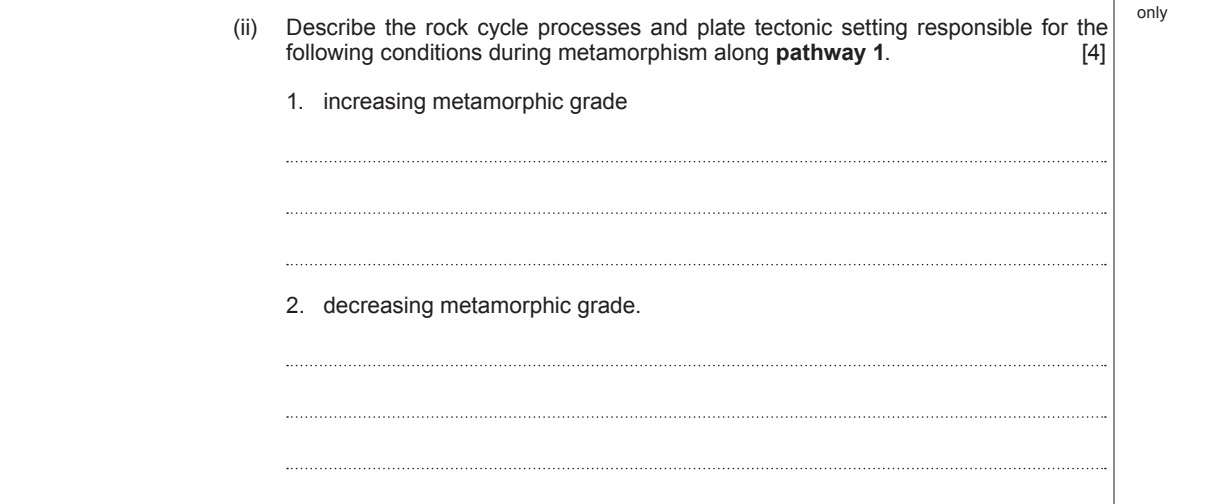 only
(ii) Describe the rock cycle processes and plate tectonic setting responsible for the
following conditions during metamorphism along pathway 1. [4]
1. increasing metamorphic grade
2. decreasing metamorphic grade.